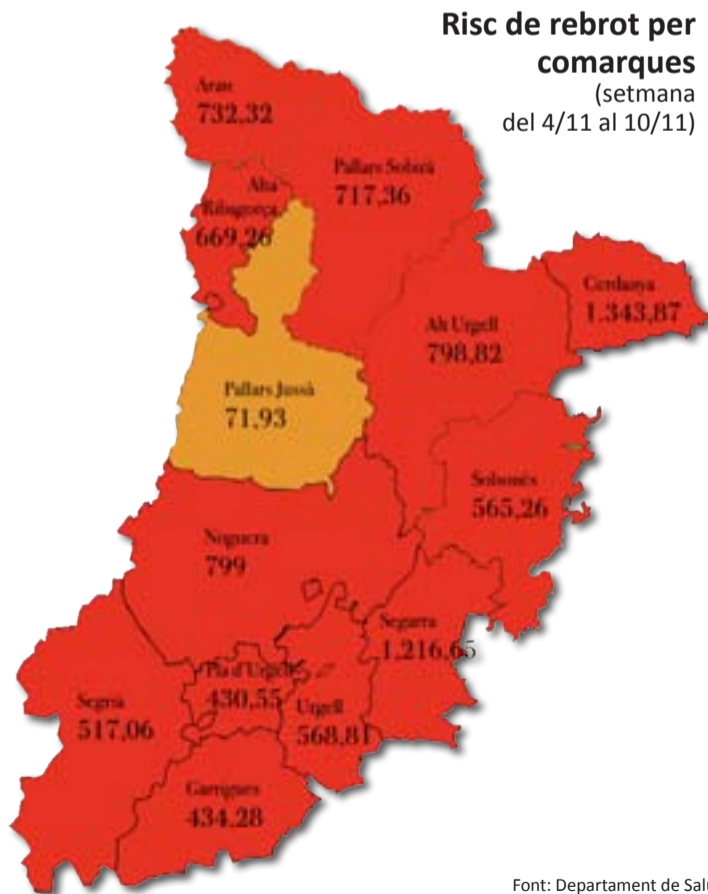 Risc de rebrot per
comarques
(setmana
del 4/11 al 10/11)
Aran
732,32
Pallars Sobirà
717,36
Alta
Ribagorça
669,26
Cerdanya
1.343,87
Alt Urgell
798,82
Pallars Jussà
71,93
Solsonès
565,26
Noguera
799
Segarra
1.216,65
Pla d'Urgell
430,55
Segrià
517,06
Urgell
568,81
Garrigues
434,28
Font: Departament de Salu